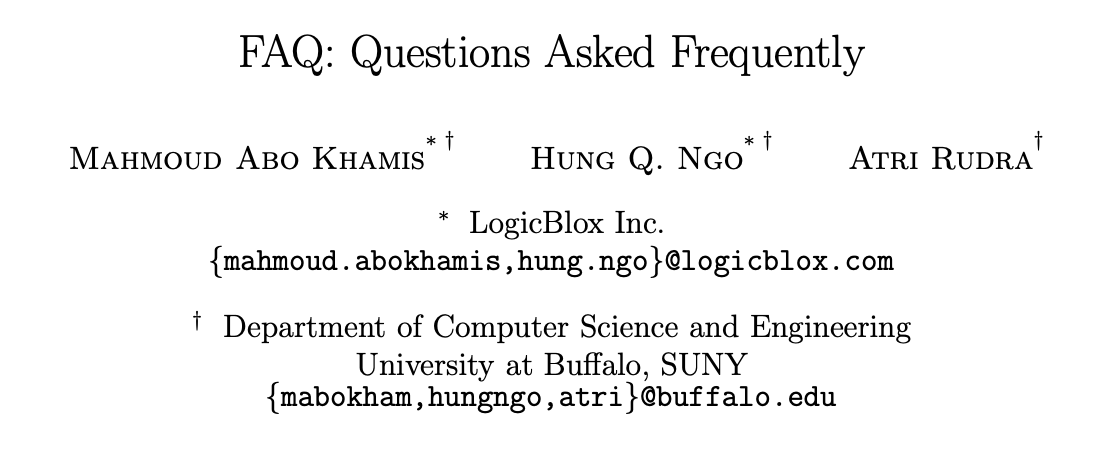 FAQ: Questions Asked Frequently
Mahmoud Abo Khamis* † Hung Q. Ngo* † Atri Rudra†
* LogicBlox Inc.
{mahmoud.abokhamis,hung.ngo}@logicblox.com
† Department of Computer Science and Engineering
University at Buffalo, SUNY
{mabokham,hungngo,atri}@buffalo.edu